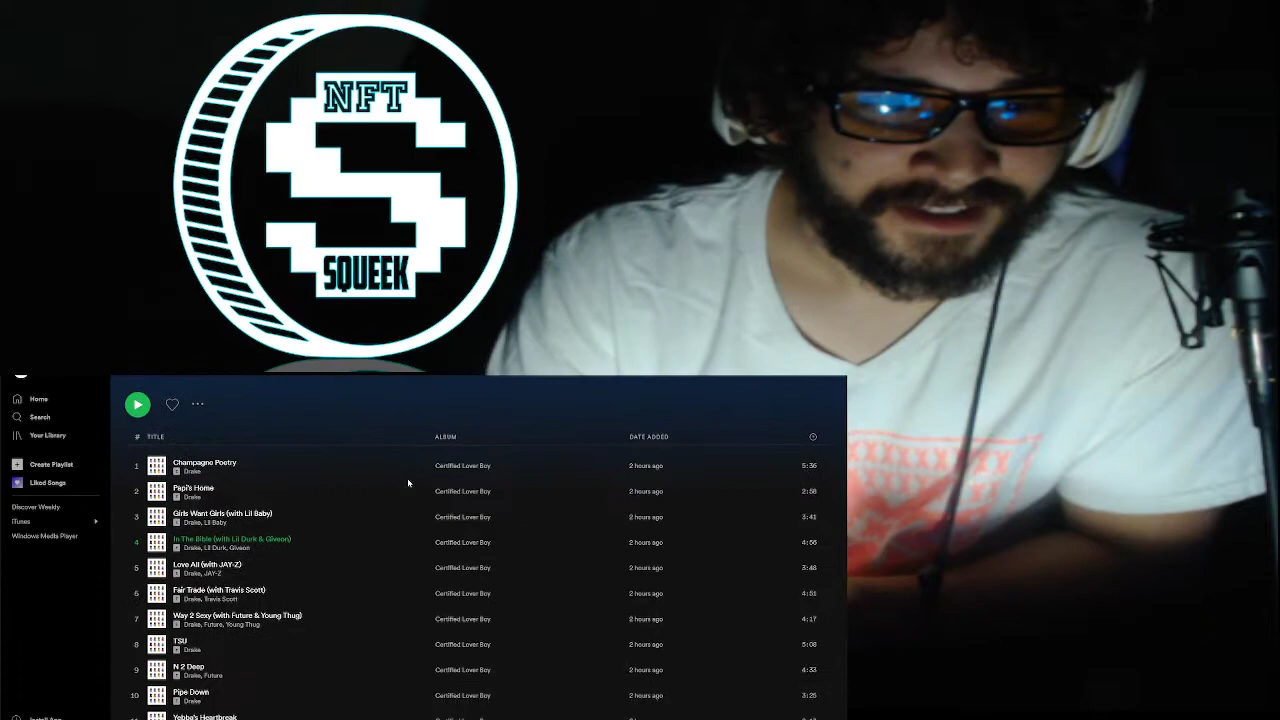 NFT
SQUEEK
Home
Search
Your Library
Create Playlist
Liked Songs
Discover Weekly
iTunes
Windows Media Player
Install App
# TITLE ALBUM DATE ADDED
1 Champagne Poetry Certified Lover Boy 2 hours ago 5:36
E Drake
2 Papi's Home Certified Lover Boy 2 hours ago 2:58
E Drake
3 Girls Want Girls (with Lil Baby) Certified Lover Boy 2 hours ago 3:41
E Drake, Lil Baby
4 In The Bible (with Lil Durk & Giveon) Certified Lover Boy 2 hours ago 4:56
E Drake, Lil Durk, Giveon
5 Love All (with JAY-Z) Certified Lover Boy 2 hours ago 3:48
E Drake, JAY-Z
6 Fair Trade (with Travis Scott) Certified Lover Boy 2 hours ago 4:51
E Drake, Travis Scott
7 Way 2 Sexy (with Future & Young Thug) Certified Lover Boy 2 hours ago 4:17
E Drake, Future, Young Thug
8 TSU Certified Lover Boy 2 hours ago 5:08
E Drake
9 N 2 Deep Certified Lover Boy 2 hours ago 4:33
E Drake, Future
10 Pipe Down Certified Lover Boy 2 hours ago 3:25
E Drake
Yebba's Heartbreak